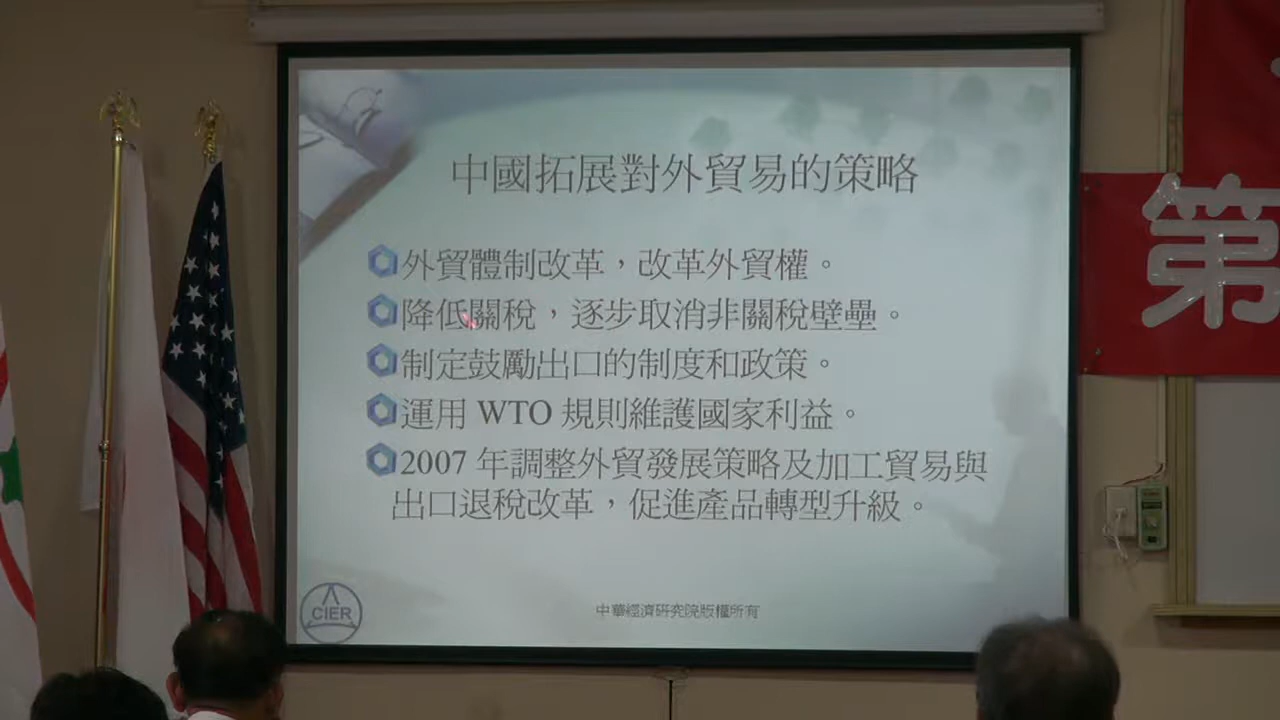 中國拓展對外貿易的策略
外貿體制改革，改革外貿權。
降低關稅，逐步取消非關稅壁壘。
制定鼓勵出口的制度和政策。
運用 WTO 規則維護國家利益。
2007 年調整外貿發展策略及加工貿易與
出口退稅改革，促進產品轉型升級。
CIER
中華經濟研究院版權所有
第